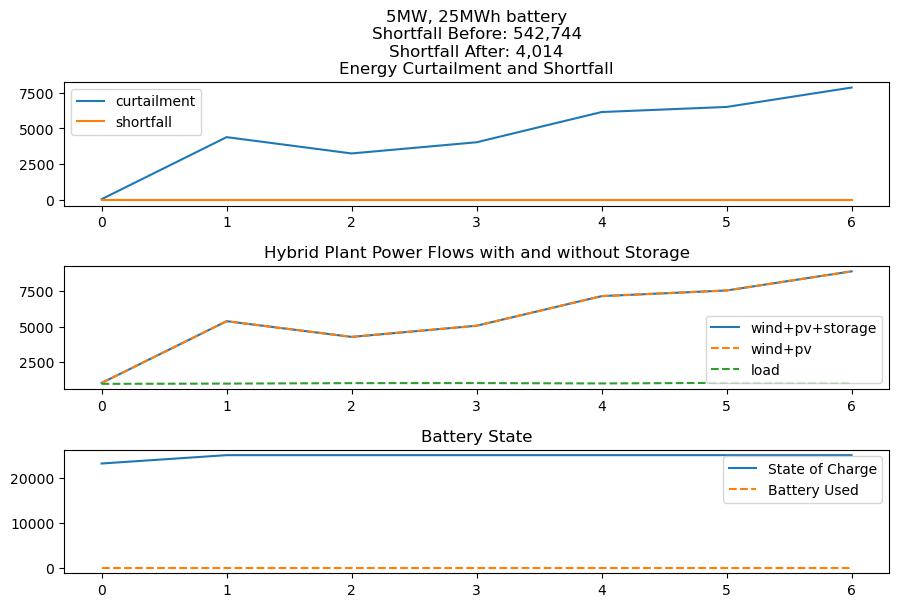 5MW, 25MWh battery
Shortfall Before: 542,744
Shortfall After: 4,014
Energy Curtailment and Shortfall
7500
5000
2500
0
curtailment
shortfall
0 1 2 3 4 5 6
Hybrid Plant Power Flows with and without Storage
7500
5000
2500
wind+pv+storage
wind+pv
load
0 1 2 3 4 5 6
Battery State
20000
10000
0
State of Charge
Battery Used
0 1 2 3 4 5 6